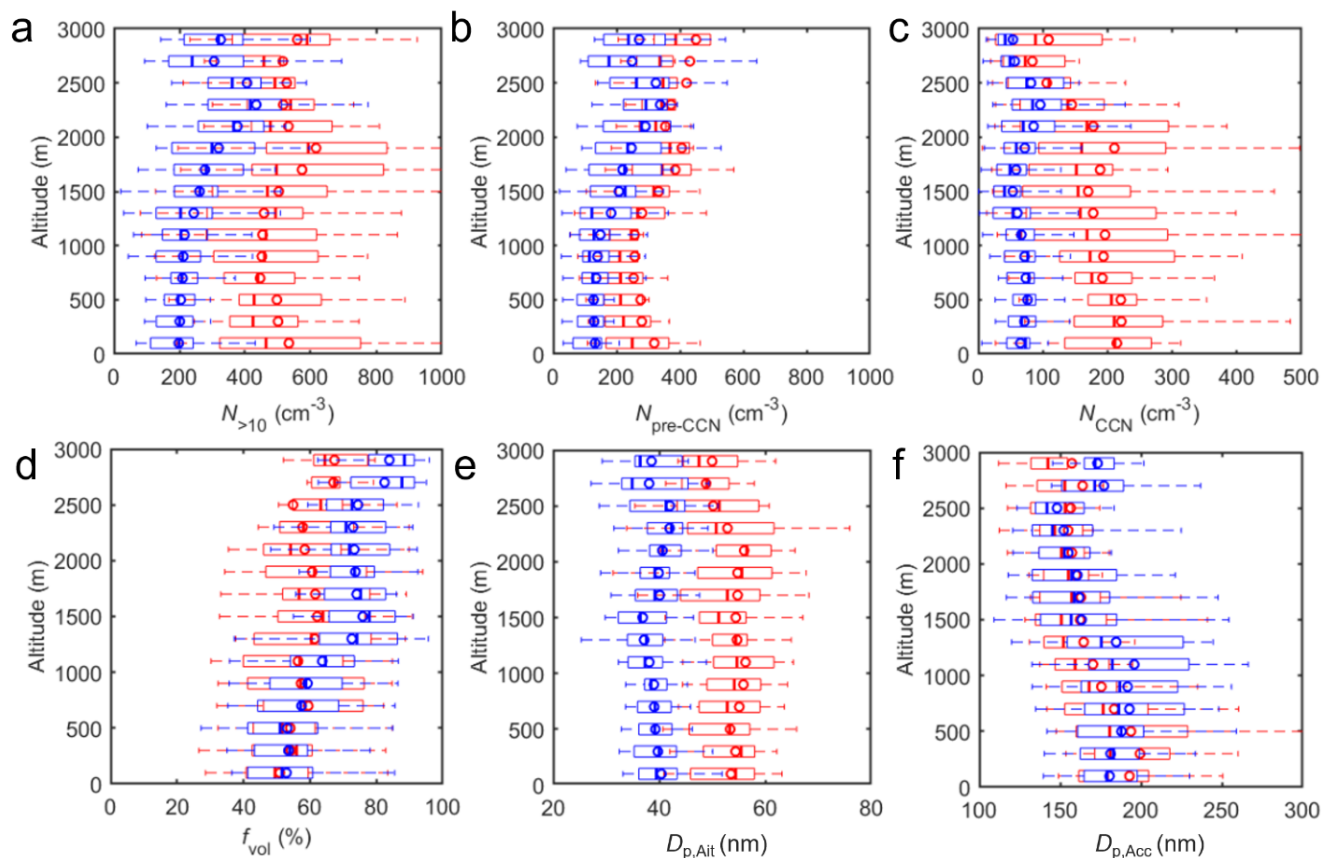 a
b
c
3000
2500
2000
1500
1000
500
0
Altitude (m)
0 200 400 600 800 1000
N>10 (cm-3)
3000
2500
2000
1500
1000
500
0
Altitude (m)
0 200 400 600 800 1000
Npre-CCN (cm-3)
3000
2500
2000
1500
1000
500
0
Altitude (m)
0 100 200 300 400 500
NCCN (cm-3)
d
e
f
3000
2500
2000
1500
1000
500
0
Altitude (m)
0 20 40 60 80 100
fvol (%)
3000
2500
2000
1500
1000
500
0
Altitude (m)
20 40 60 80
Dp,Ait (nm)
3000
2500
2000
1500
1000
500
0
Altitude (m)
100 150 200 250 300
Dp,Acc (nm)